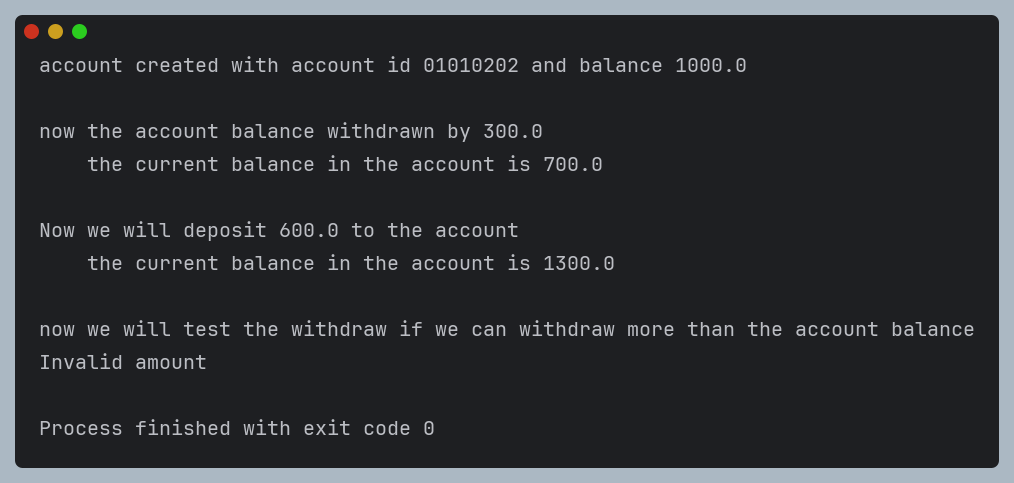 account created with account id 01010202 and balance 1000.0
now the account balance withdrawn by 300.0
the current balance in the account is 700.0
Now we will deposit 600.0 to the account
the current balance in the account is 1300.0
now we will test the withdraw if we can withdraw more than the account balance
Invalid amount
Process finished with exit code 0